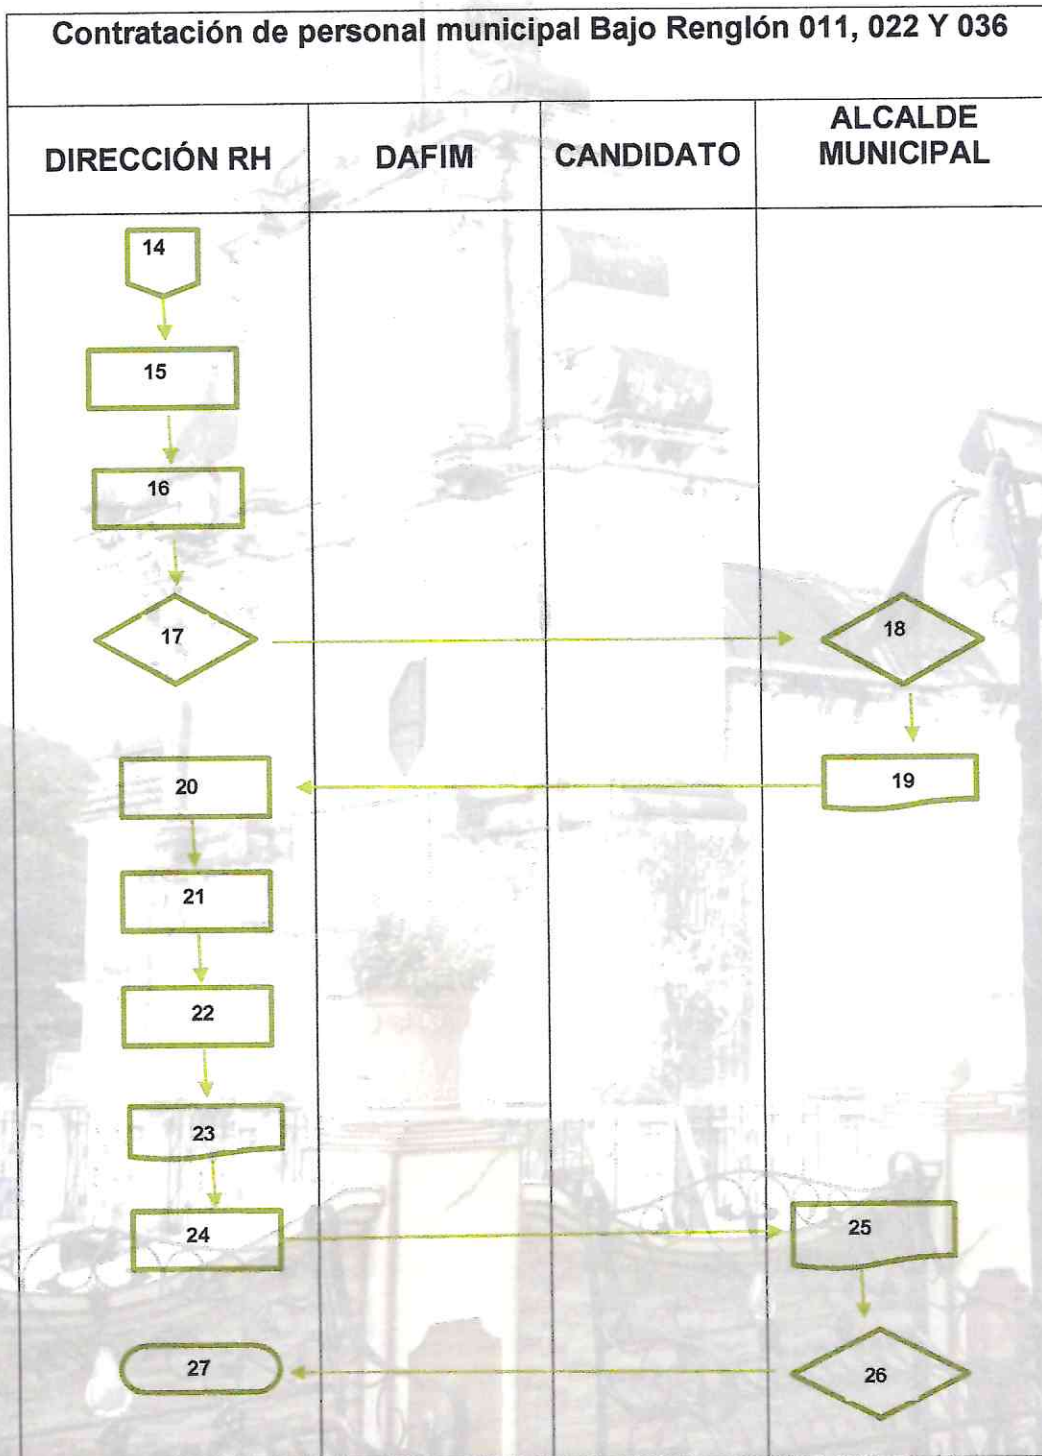 Contratación de personal municipal Bajo Renglón 011, 022 Y 036
DIRECCIÓN RH
DAFIM
CANDIDATO
ALCALDE
MUNICIPAL
14
15
16
17
18
19
20
21
22
23
24
25
26
27